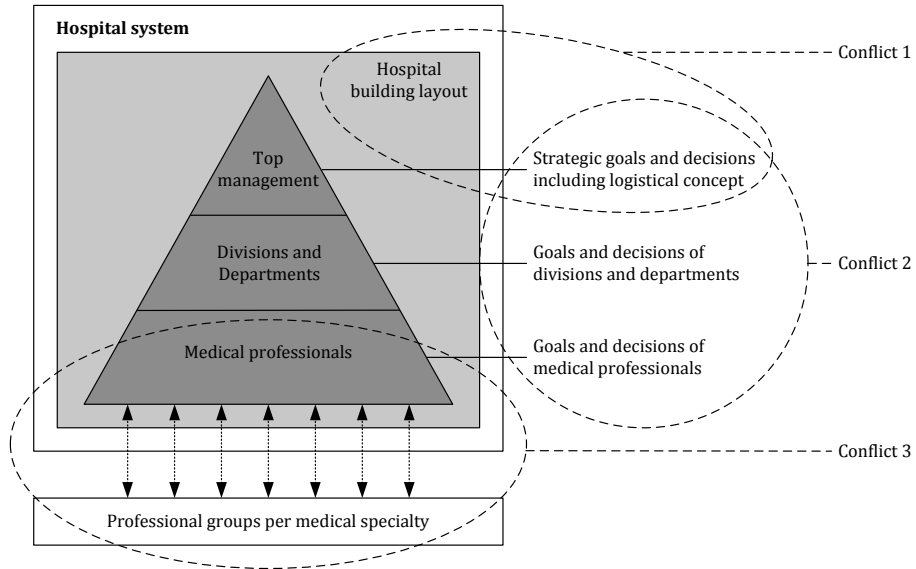 Hospital system
Hospital
building layout
Conflict 1
Top
management
Strategic goals and decisions
including logistical concept
Divisions and
Departments
Goals and decisions of
divisions and departments
Conflict 2
Medical professionals
Goals and decisions of
medical professionals
Conflict 3
Professional groups per medical specialty